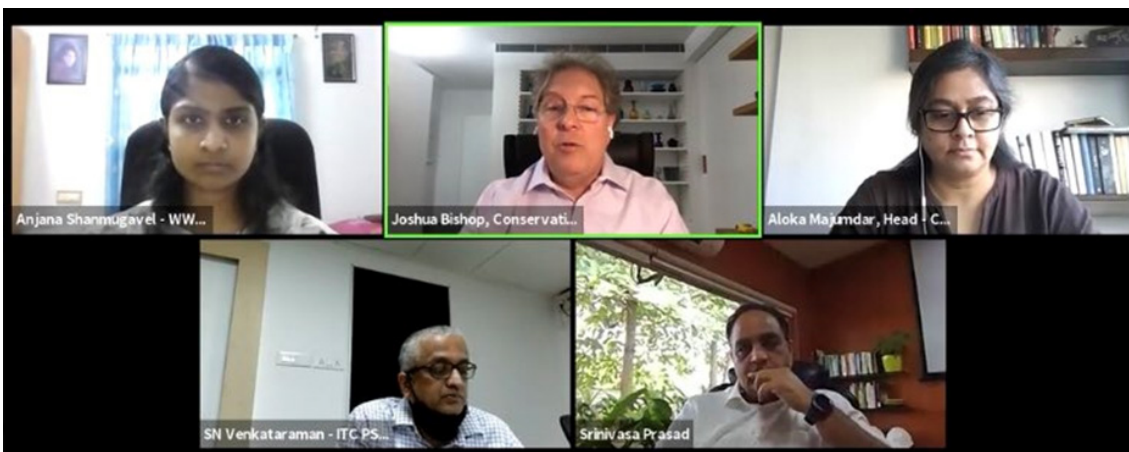 Anjana Shanmugavel - WW...
Joshua Bishop, Conservati...
Aloka Majumdar, Head - C...
SN Venkataraman - ITC PS...
Srinivasa Prasad